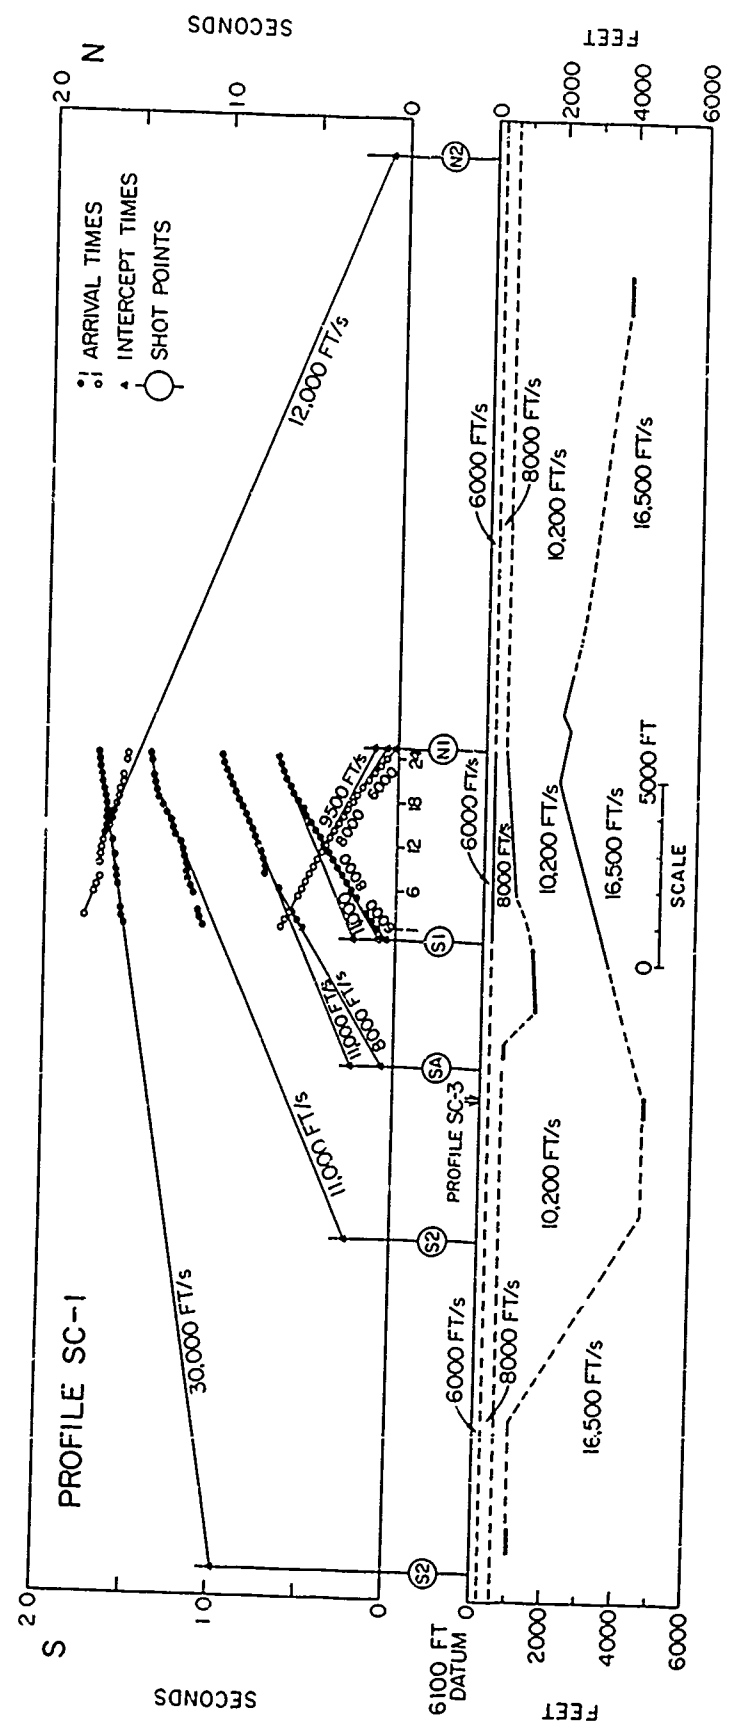 PROFILE SC-1
S
N
20
10
0
SECONDS
20
10
0
SECONDS
ARRIVAL TIMES
INTERCEPT TIMES
SHOT POINTS
30,000 FT/s
11,000 FT/s
11,000 FT/s
8000 FT/s
11,000
8000
6000
9500 FT/s
8000
6000
12,000 FT/s
1
6
12
18
24
S2
S2
SA
S1
N1
N2
PROFILE SC-3
6100 FT
DATUM
0
2000
4000
6000
FEET
0
2000
4000
6000
FEET
6000 FT/s
8000 FT/s
10,200 FT/s
16,500 FT/s
6000 FT/s
8000 FT/s
10,200 FT/s
16,500 FT/s
6000 FT/s
8000 FT/s
10,200 FT/s
16,500 FT/s
0
5000 FT
SCALE